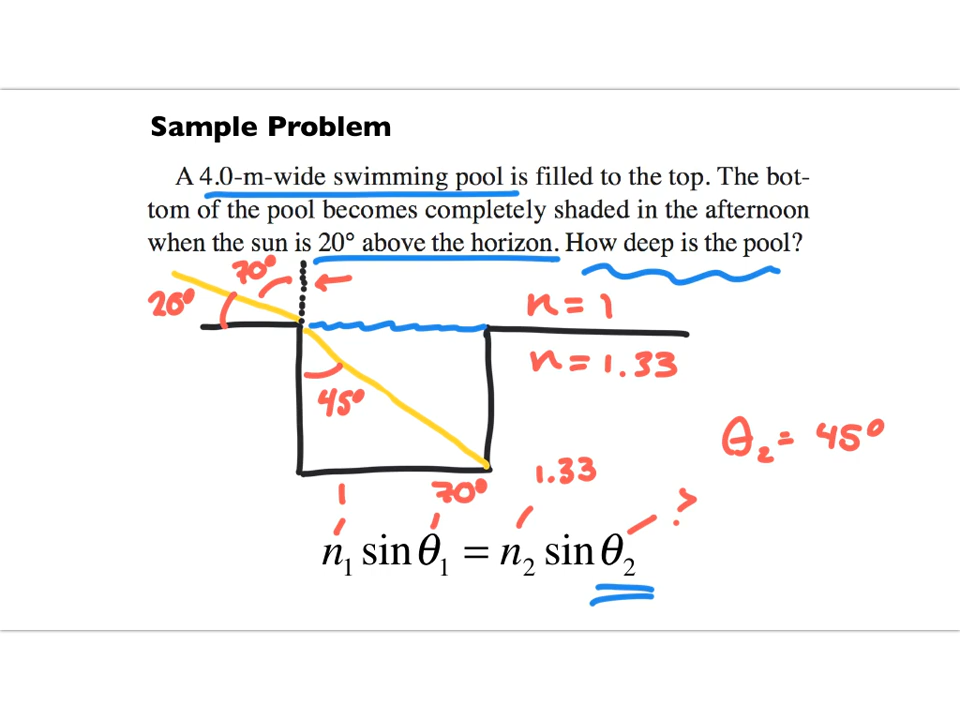 Sample Problem
A 4.0-m-wide swimming pool is filled to the top. The bot-
tom of the pool becomes completely shaded in the afternoon
when the sun is 20° above the horizon. How deep is the pool?
70°
20°
n = 1
n = 1.33
45°
θ₂ = 45°
1 70° 1.33 ?
n₁ sin θ₁ = n₂ sin θ₂